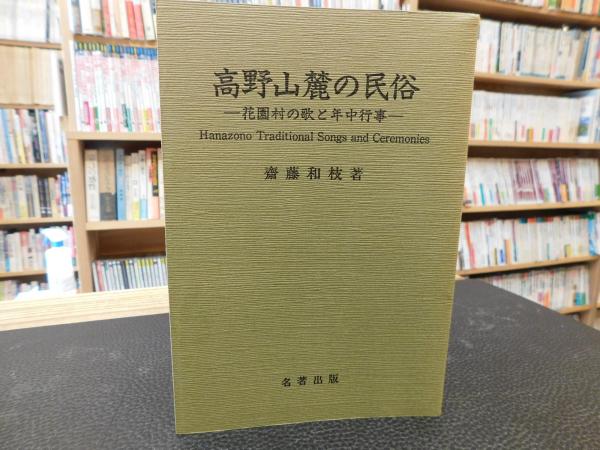 高野山麓の民俗
―花園村の歌と年中行事―
Hanazono Traditional Songs and Ceremonies
齋藤和枝著
名著出版